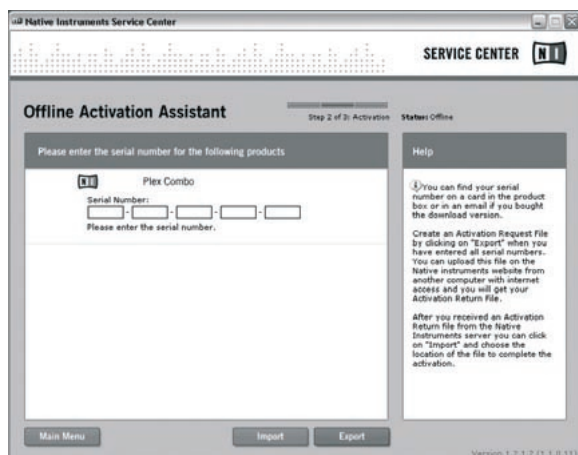 Native Instruments Service Center
SERVICE CENTER NI
Offline Activation Assistant
Step 2 of 3: Activation
Status: Offline
Please enter the serial number for the following products
NI Plex Combo
Serial Number:
- - - -
Please enter the serial number.
Help
You can find your serial
number on a card in the product
box or in an email if you bought
the download version.
Create an Activation Request File
by clicking on "Export" when you
have entered all serial numbers.
You can upload this file on the
Native instruments website from
another computer with internet
access and you will get your
Activation Return File.
After you received an Activation
Return file from the Native
Instruments server you can click
on "Import" and choose the
location of the file to complete the
activation.
Main Menu
Import
Export
Version